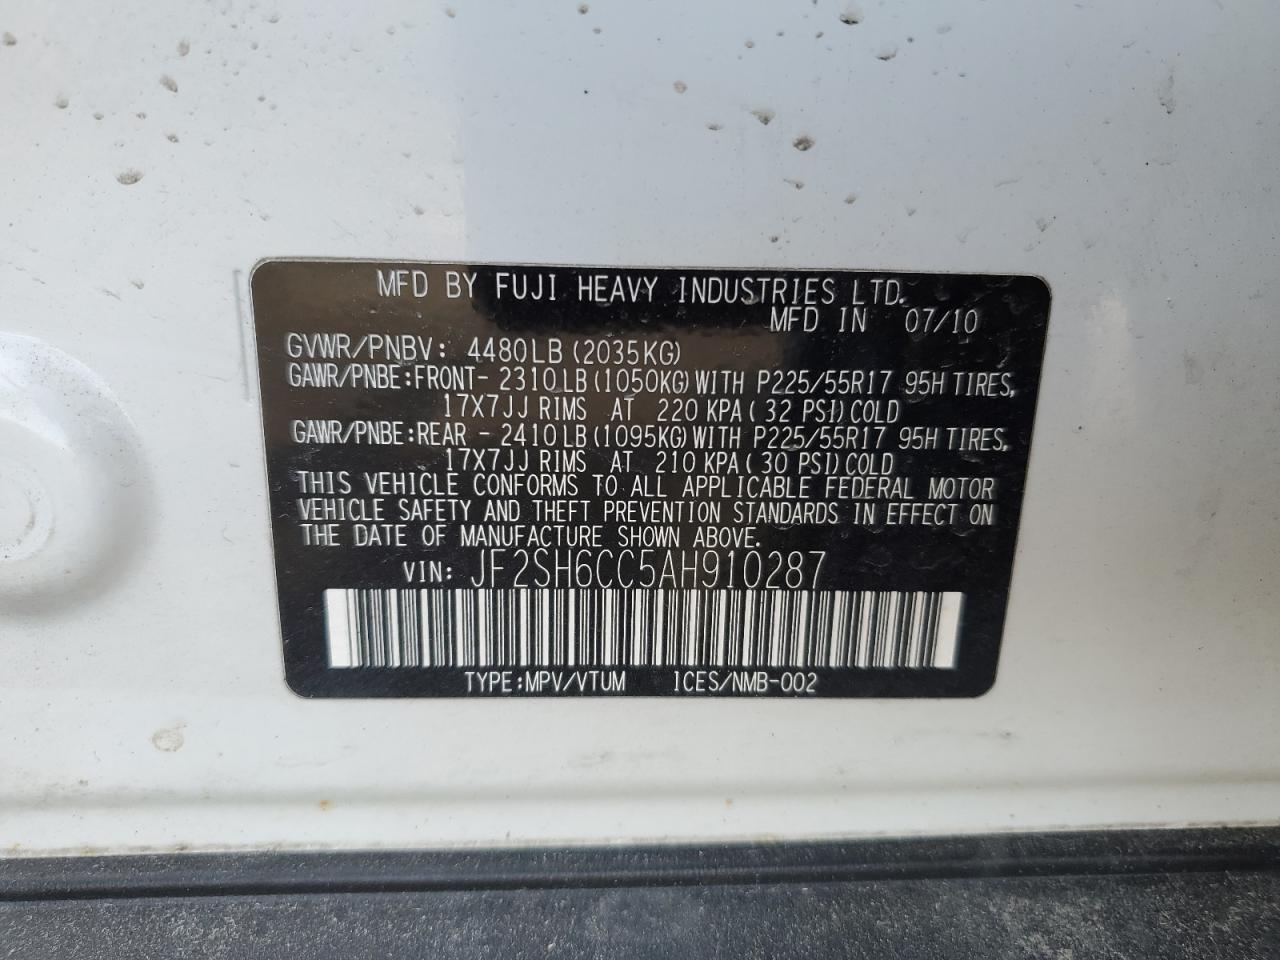 MFD BY FUJI HEAVY INDUSTRIES LTD.
MFD IN 07/10
GVWR/PNBV: 4480LB (2035KG)
GAWR/PNBE:FRONT- 2310LB (1050KG) WITH P225/55R17 95H TIRES,
17X7JJ RIMS AT 220 KPA (32 PSI) COLD
GAWR/PNBE:REAR - 2410LB (1095KG) WITH P225/55R17 95H TIRES,
17X7JJ RIMS AT 210 KPA (30 PSI) COLD
THIS VEHICLE CONFORMS TO ALL APPLICABLE FEDERAL MOTOR
VEHICLE SAFETY AND THEFT PREVENTION STANDARDS IN EFFECT ON
THE DATE OF MANUFACTURE SHOWN ABOVE.
VIN: JF2SH6CC5AH910287
TYPE:MPV/VTUM ICES/NMB-002